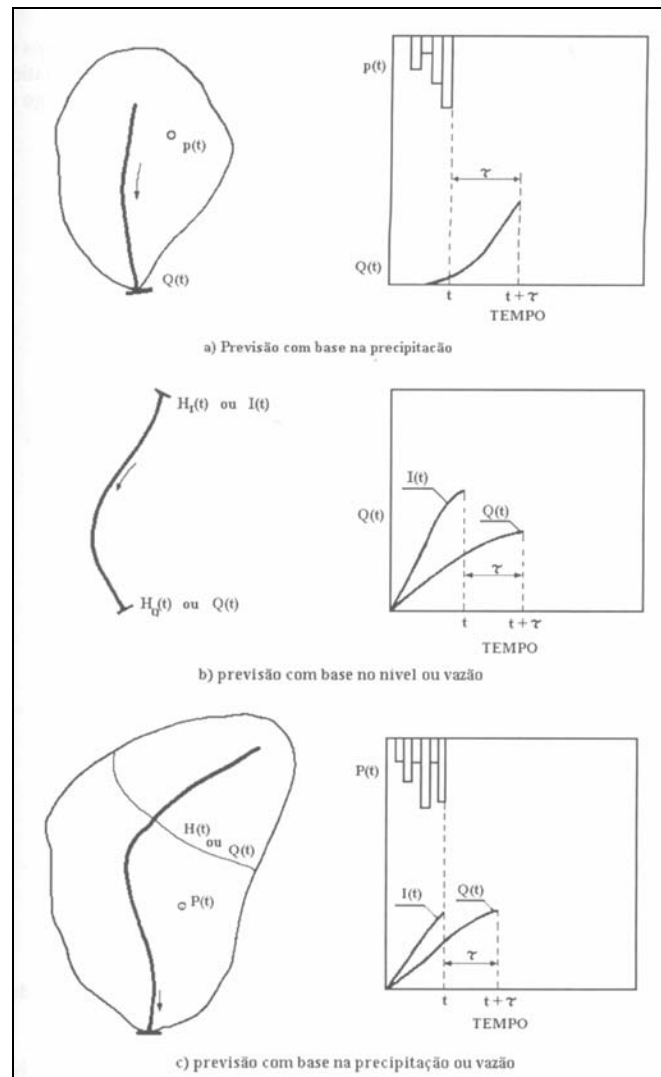 p(t)
Q(t)
p(t)
τ
Q(t)
t
t + τ
TEMPO
a) Previsão com base na precipitacão
H_I(t) ou I(t)
H_Q(t) ou Q(t)
I(t)
Q(t)
Q(t)
τ
t
t + τ
TEMPO
b) previsão com base no nivel ou vazão
H(t)
ou
Q(t)
P(t)
P(t)
I(t)
Q(t)
τ
t
t + τ
TEMPO
c) previsão com base na precipitação ou vazão